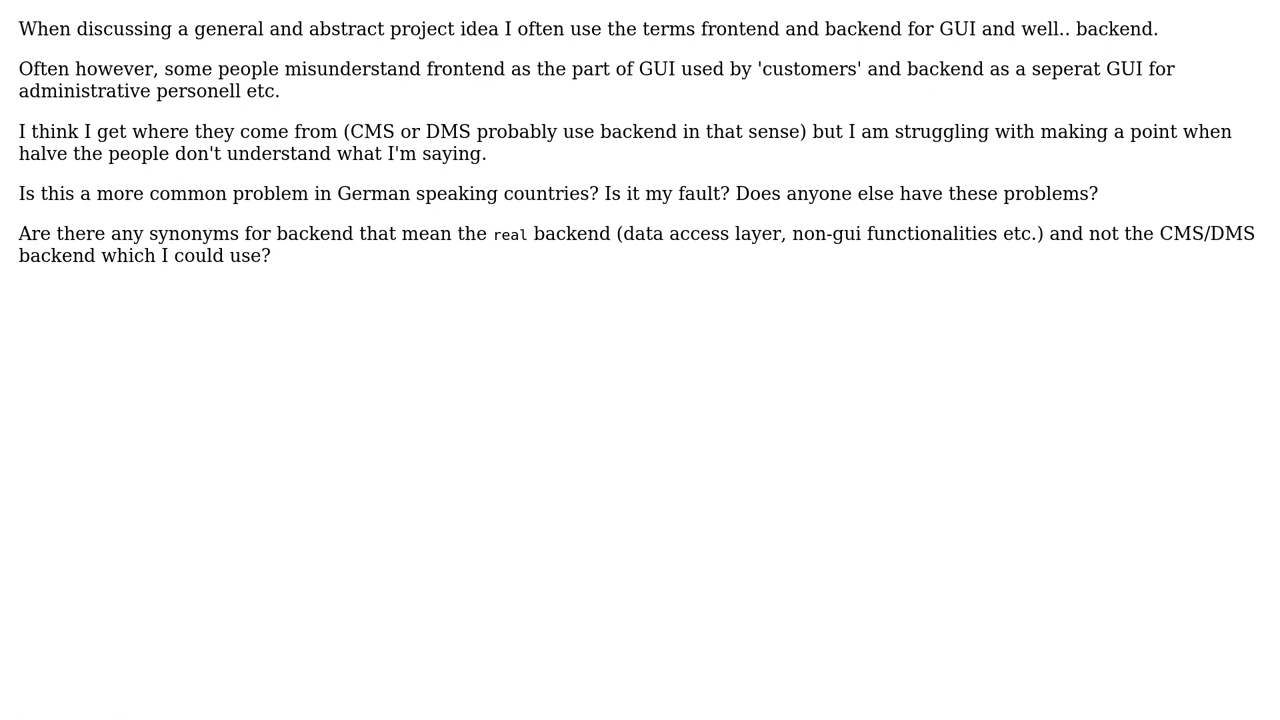 When discussing a general and abstract project idea I often use the terms frontend and backend for GUI and well.. backend.
Often however, some people misunderstand frontend as the part of GUI used by 'customers' and backend as a seperat GUI for
administrative personell etc.
I think I get where they come from (CMS or DMS probably use backend in that sense) but I am struggling with making a point when
halve the people don't understand what I'm saying.
Is this a more common problem in German speaking countries? Is it my fault? Does anyone else have these problems?
Are there any synonyms for backend that mean the real backend (data access layer, non-gui functionalities etc.) and not the CMS/DMS
backend which I could use?